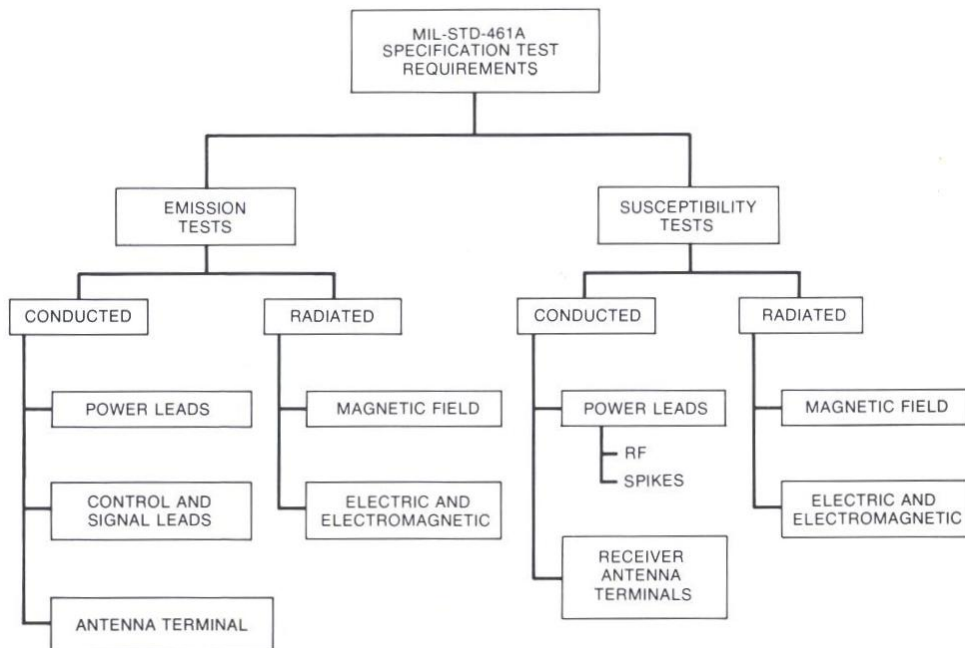 MIL-STD-461A
SPECIFICATION TEST
REQUIREMENTS
EMISSION
TESTS
SUSCEPTIBILITY
TESTS
CONDUCTED
RADIATED
CONDUCTED
RADIATED
POWER LEADS
MAGNETIC FIELD
POWER LEADS
MAGNETIC FIELD
RF
SPIKES
CONTROL AND
SIGNAL LEADS
ELECTRIC AND
ELECTROMAGNETIC
ELECTRIC AND
ELECTROMAGNETIC
RECEIVER
ANTENNA
TERMINALS
ANTENNA TERMINAL